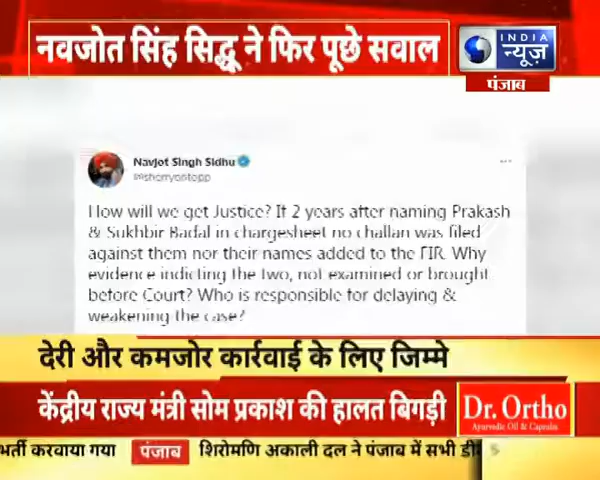 नवजोत सिंह सिद्धू ने फिर पूछे सवाल
INDIA
न्यूज़
पंजाब
Navjot Singh Sidhu
@sherryontopp
How will we get Justice? If 2 years after naming Prakash
& Sukhbir Badal in chargesheet no challan was filed
against them nor their names added to the FIR. Why
evidence indicting the two, not examined or brought
before Court? Who is responsible for delaying &
weakening the case?
देरी और कमजोर कार्रवाई के लिए जिम्मे
केंद्रीय राज्य मंत्री सोम प्रकाश की हालत बिगड़ी
Dr. Ortho
Ayurvedic Oil & Capsules
भर्ती करवाया गया पंजाब शिरोमणि अकाली दल ने पंजाब में सभी